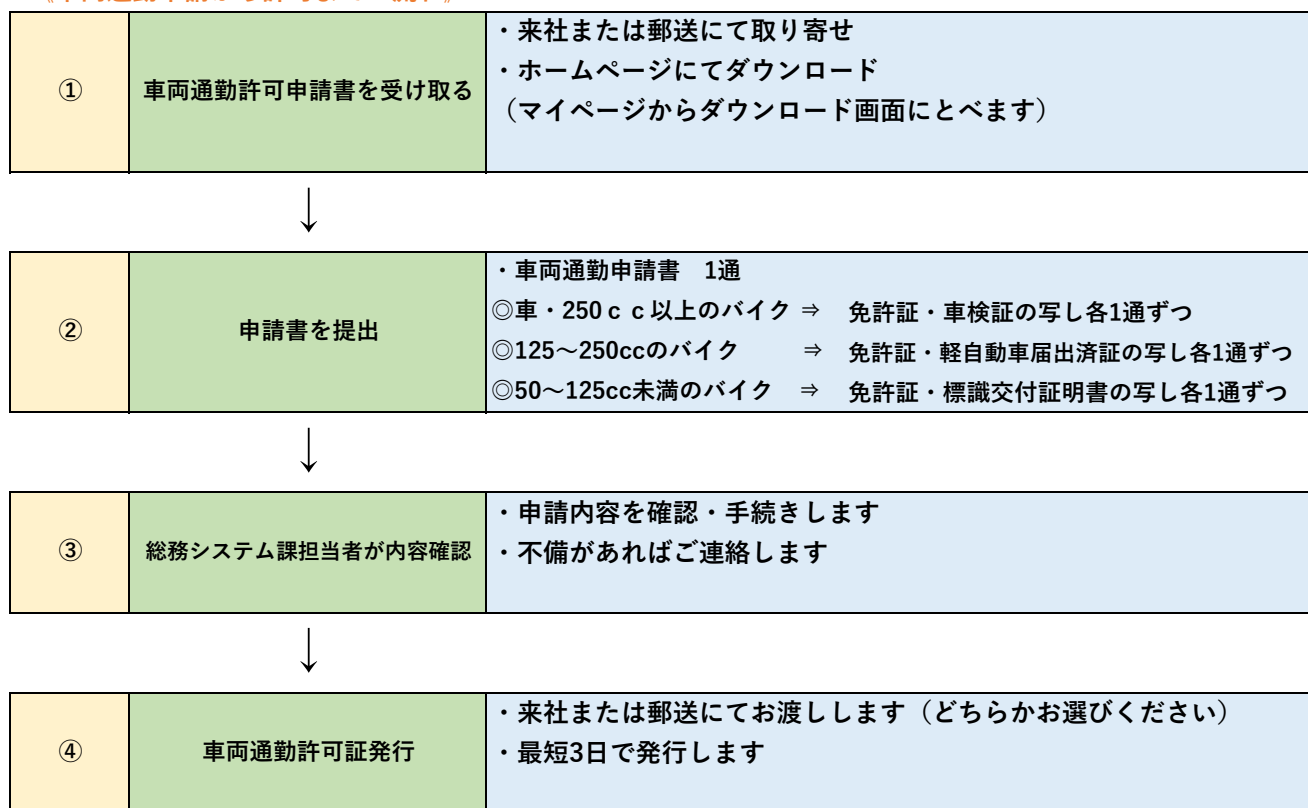 ①
車両通勤許可申請書を受け取る
・来社または郵送にて取り寄せ
・ホームページにてダウンロード
（マイページからダウンロード画面にとべます）
↓
②
申請書を提出
・車両通勤申請書　1通
◎車・250ｃｃ以上のバイク ⇒　免許証・車検証の写し各1通ずつ
◎125～250ccのバイク　　⇒　免許証・軽自動車届出済証の写し各1通ずつ
◎50～125cc未満のバイク　⇒　免許証・標識交付証明書の写し各1通ずつ
↓
③
総務システム課担当者が内容確認
・申請内容を確認・手続きします
・不備があればご連絡します
↓
④
車両通勤許可証発行
・来社または郵送にてお渡しします（どちらかお選びください）
・最短3日で発行します